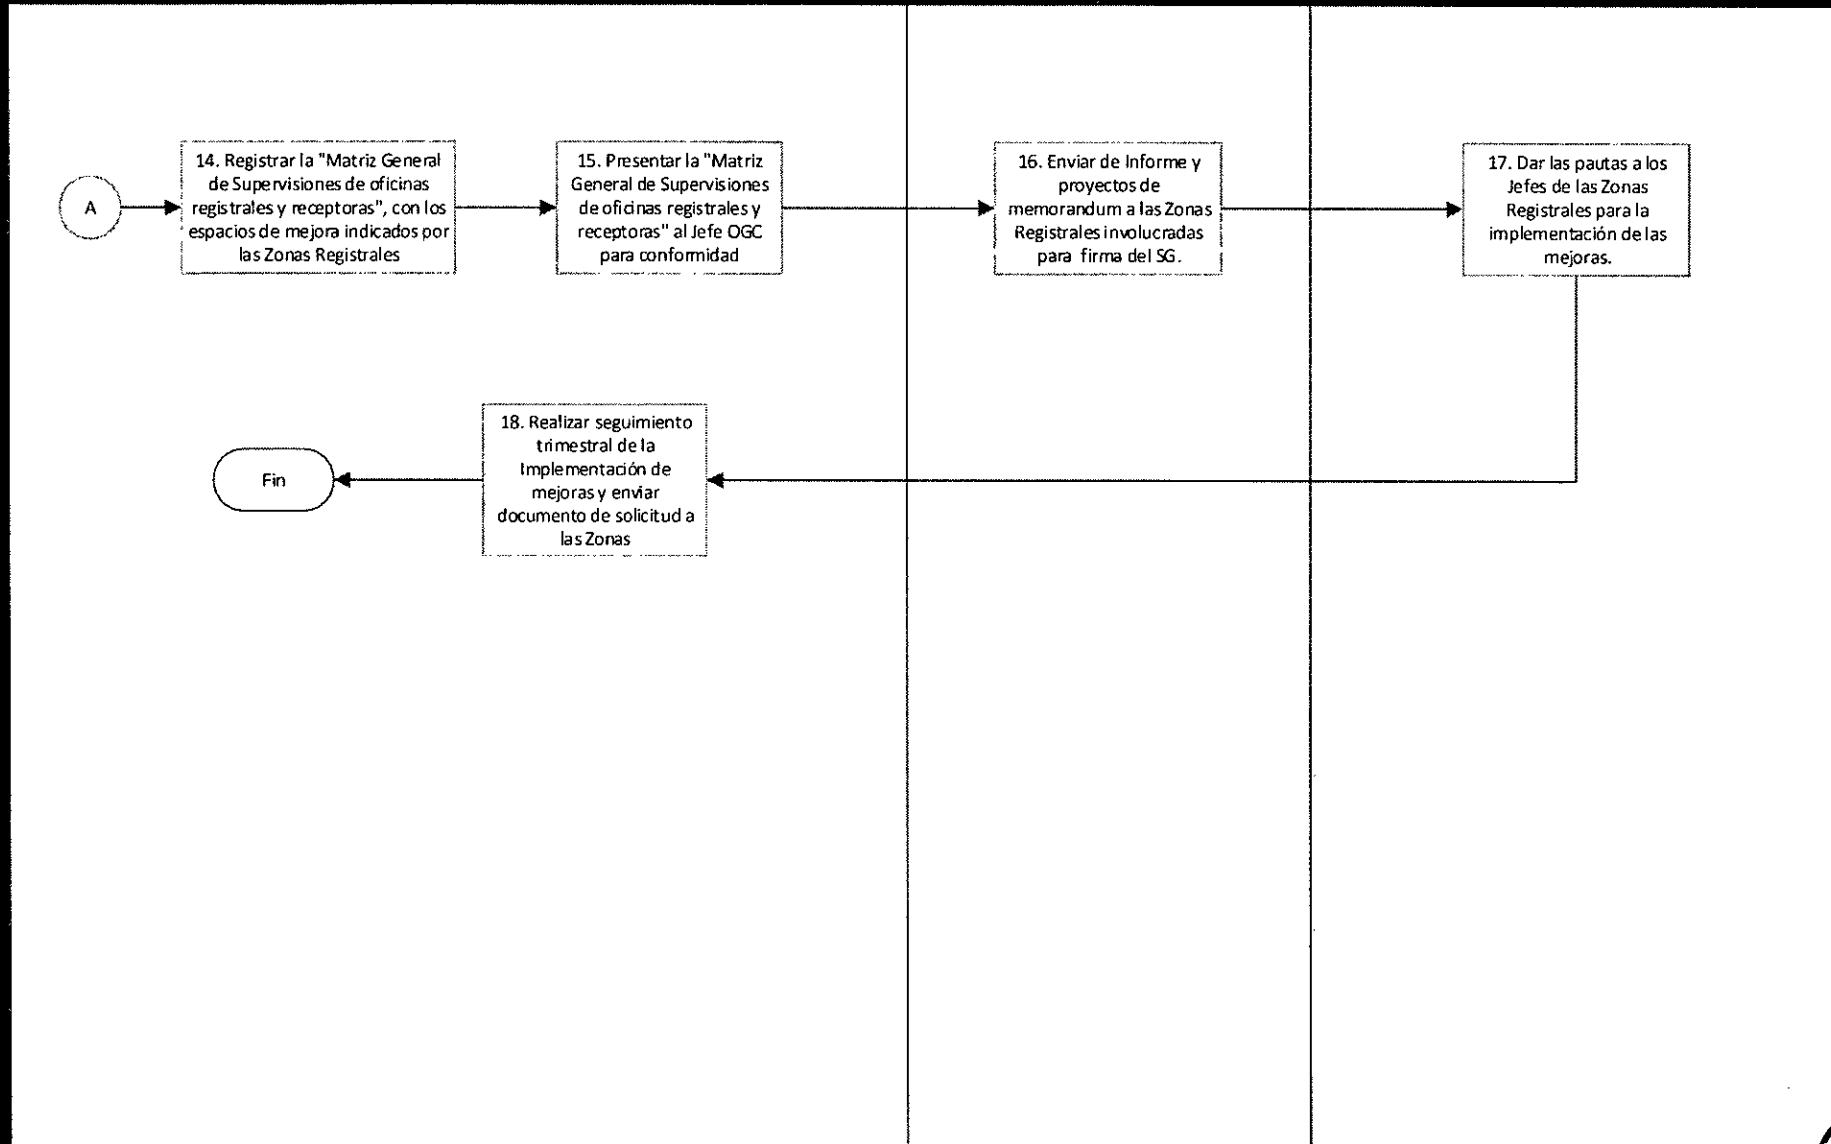 A
14. Registrar la "Matriz General
de Supervisiones de oficinas
registrales y receptoras", con los
espacios de mejora indicados por
las Zonas Registrales
15. Presentar la "Matriz
General de Supervisiones
de oficinas registrales y
receptoras" al Jefe OGC
para conformidad
16. Enviar de Informe y
proyectos de
memorandum a las Zonas
Registrales involucradas
para firma del SG.
17. Dar las pautas a los
Jefes de las Zonas
Registrales para la
implementación de las
mejoras.
18. Realizar seguimiento
trimestral de la
Implementación de
mejoras y enviar
documento de solicitud a
las Zonas
Fin